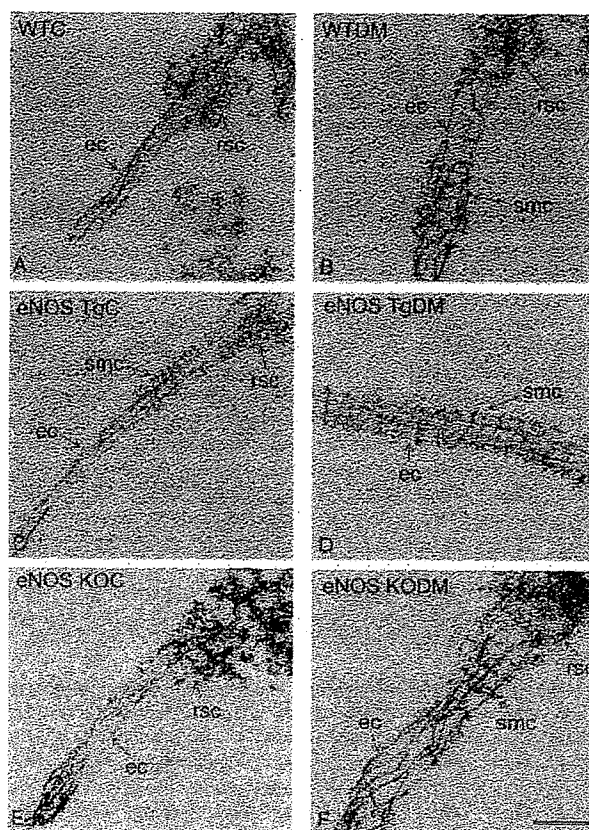 WTC
ec
rsc
A
WTDM
rsc
ec
smc
B
eNOS TgC
smc
rsc
ec
C
eNOS TgDM
smc
ec
D
eNOS KOC
rsc
ec
E
eNOS KODM
rsc
ec
smc
F